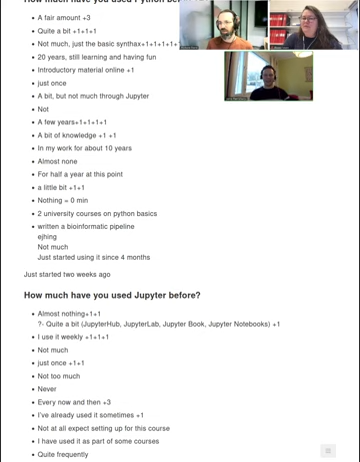 How much have you used Python be
A fair amount +3
Quite a bit +1+1+1
Not much, just the basic synthax+1+1+1+1+
20 years, still learning and having fun
Introductory material online +1
just once
A bit, but not much through Jupyter
Not
A few years+1+1+1+1
A bit of knowledge +1 +1
In my work for about 10 years
Almost none
For half a year at this point
a little bit +1+1
Nothing = 0 min
2 university courses on python basics
written a bioinformatic pipeline
ejhing
Not much
Just started using it since 4 months
Just started two weeks ago
How much have you used Jupyter before?
Almost nothing+1+1
?- Quite a bit (JupyterHub, JupyterLab, Jupyter Book, Jupyter Notebooks) +1
I use it weekly +1+1+1
Not much
just once +1+1
Not too much
Never
Every now and then +3
I've already used it sometimes +1
Not at all expect setting up for this course
I have used it as part of some courses
Quite frequently